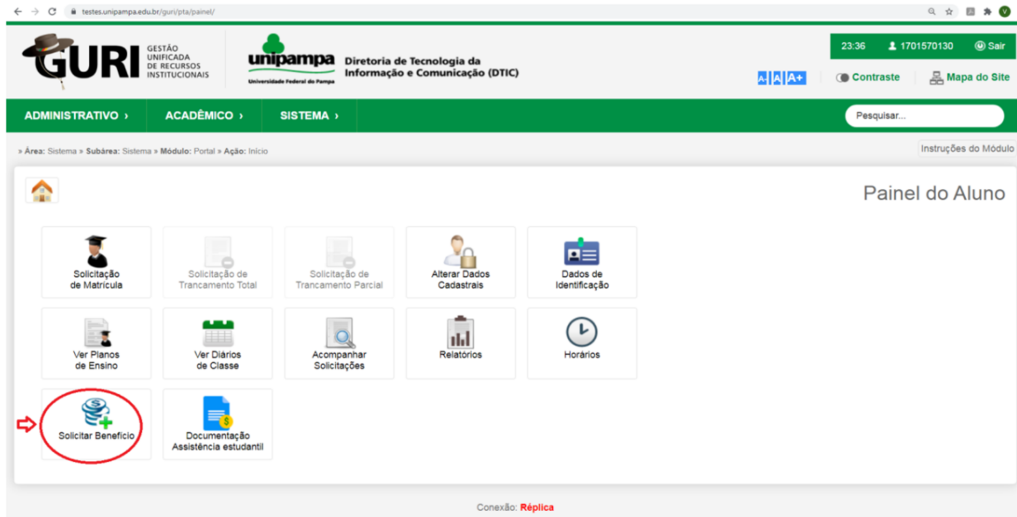 testes.unipampa.edu.br/guri/pta/painel/
V
GURI
GESTÃO
UNIFICADA
DE RECURSOS
INSTITUCIONAIS
unipampa
Universidade Federal do Pampa
Diretoria de Tecnologia da
Informação e Comunicação (DTIC)
23:36 1701570130 Sair
A- A A+ Contraste Mapa do Site
ADMINISTRATIVO › ACADÊMICO › SISTEMA ›
Pesquisar...
» Área: Sistema » Subárea: Sistema » Módulo: Portal » Ação: Início
Instruções do Módulo
Painel do Aluno
Solicitação
de Matrícula
Solicitação de
Trancamento Total
Solicitação de
Trancamento Parcial
Alterar Dados
Cadastrais
Dados de
Identificação
Ver Planos
de Ensino
Ver Diários
de Classe
Acompanhar
Solicitações
Relatórios
Horários
Solicitar Benefício
Documentação
Assistência estudantil
Conexão: Réplica